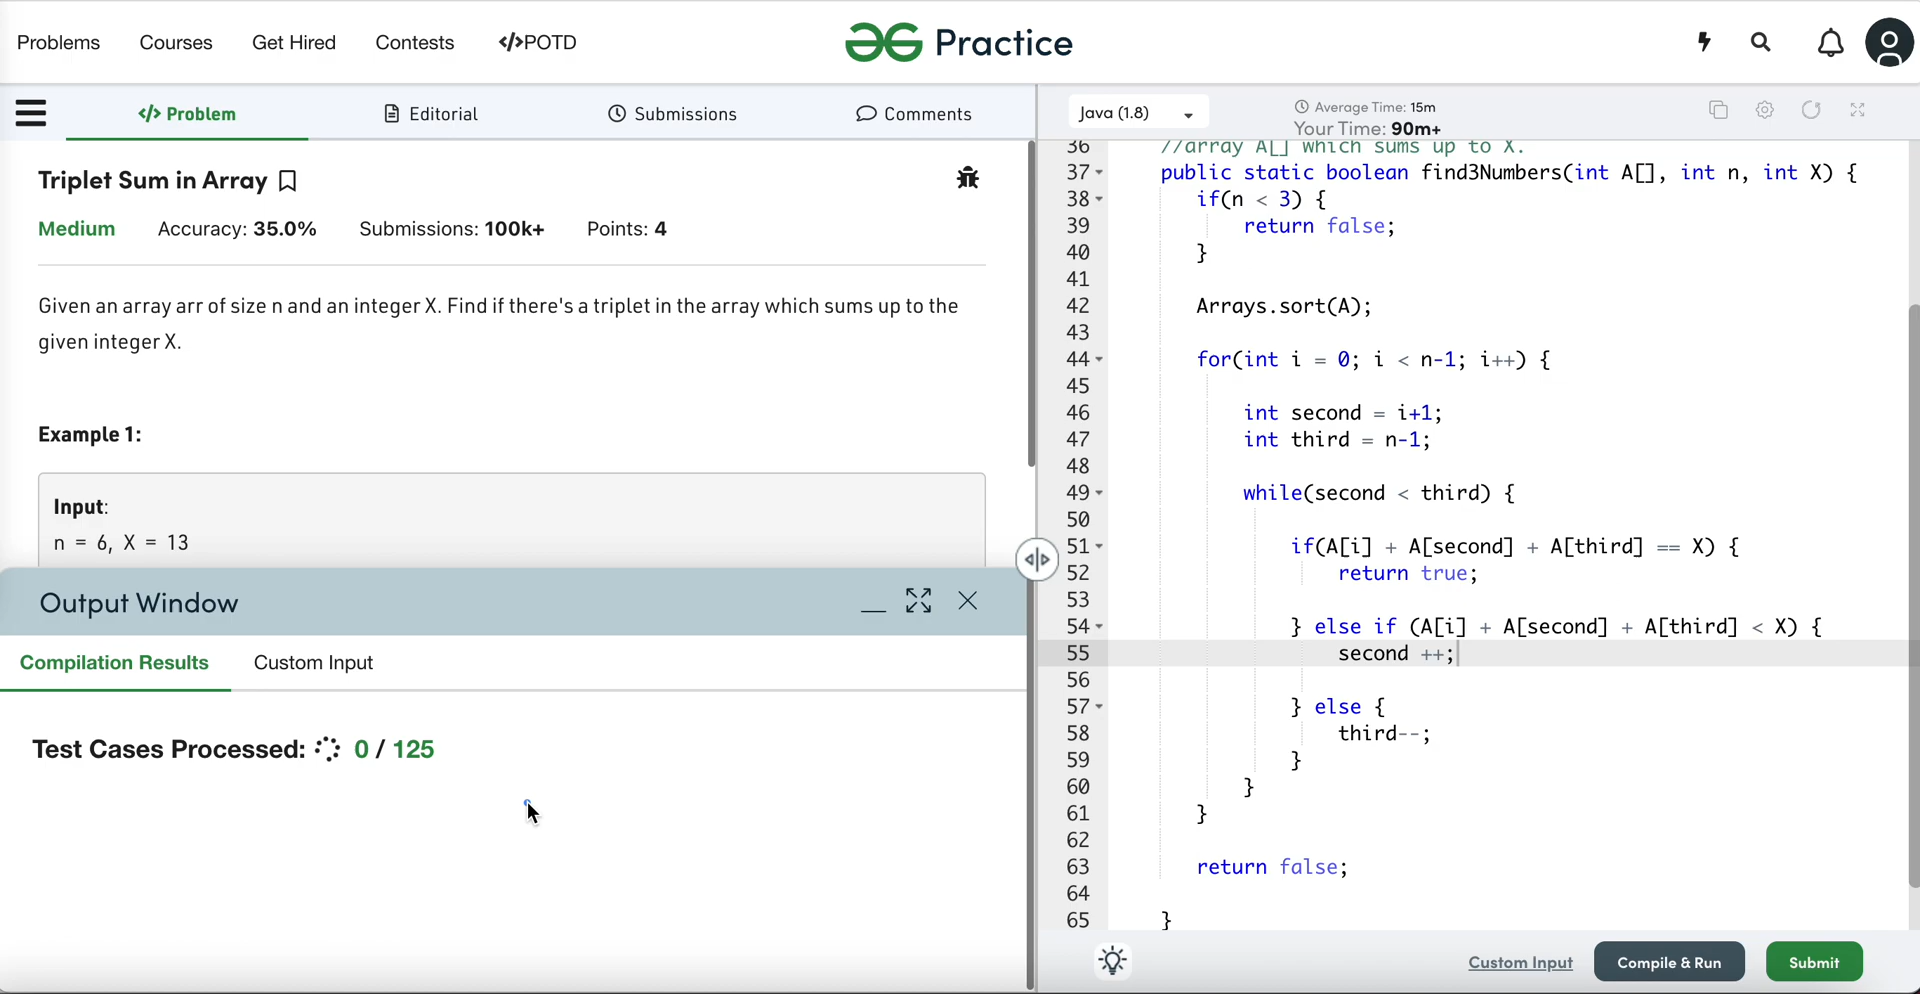 Problems Courses Get Hired Contests </>POTD
Practice
</> Problem Editorial Submissions Comments
Triplet Sum in Array
Medium Accuracy: 35.0% Submissions: 100k+ Points: 4
Given an array arr of size n and an integer X. Find if there's a triplet in the array which sums up to the
given integer X.
Example 1:
Input:
n = 6, X = 13
Output Window
Compilation Results Custom Input
Test Cases Processed: 0 / 125
Java (1.8)
Average Time: 15m
Your Time: 90m+
36 //array A[] which sums up to X.
37 public static boolean find3Numbers(int A[], int n, int X) {
38 if(n < 3) {
39 return false;
40 }
41
42 Arrays.sort(A);
43
44 for(int i = 0; i < n-1; i++) {
45
46 int second = i+1;
47 int third = n-1;
48
49 while(second < third) {
50
51 if(A[i] + A[second] + A[third] == X) {
52 return true;
53
54 } else if (A[i] + A[second] + A[third] < X) {
55 second ++;
56
57 } else {
58 third--;
59 }
60 }
61 }
62
63 return false;
64
65 }
Custom Input Compile & Run Submit